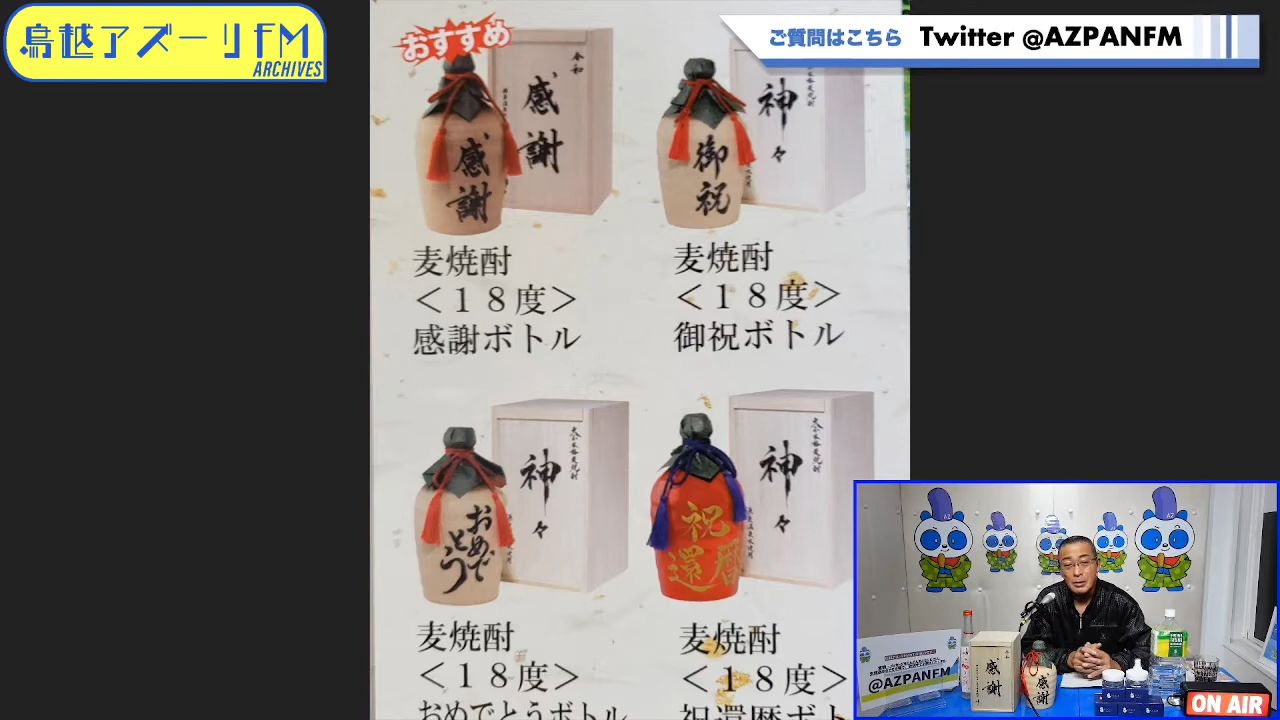 鳥越アズーリFM
ARCHIVES
ご質問はこちら Twitter @AZPANFM
おすすめ
令和
感謝
感謝
神々
御祝
麦焼酎
<18度>
感謝ボトル
麦焼酎
<18度>
御祝ボトル
神々
おめでとう
神々
祝還暦
麦焼酎
<18度>
おめでとうボトル
麦焼酎
<18度>
祝還暦ボト
AZ
AZ
@AZPANFM
感謝
感謝
ON AIR